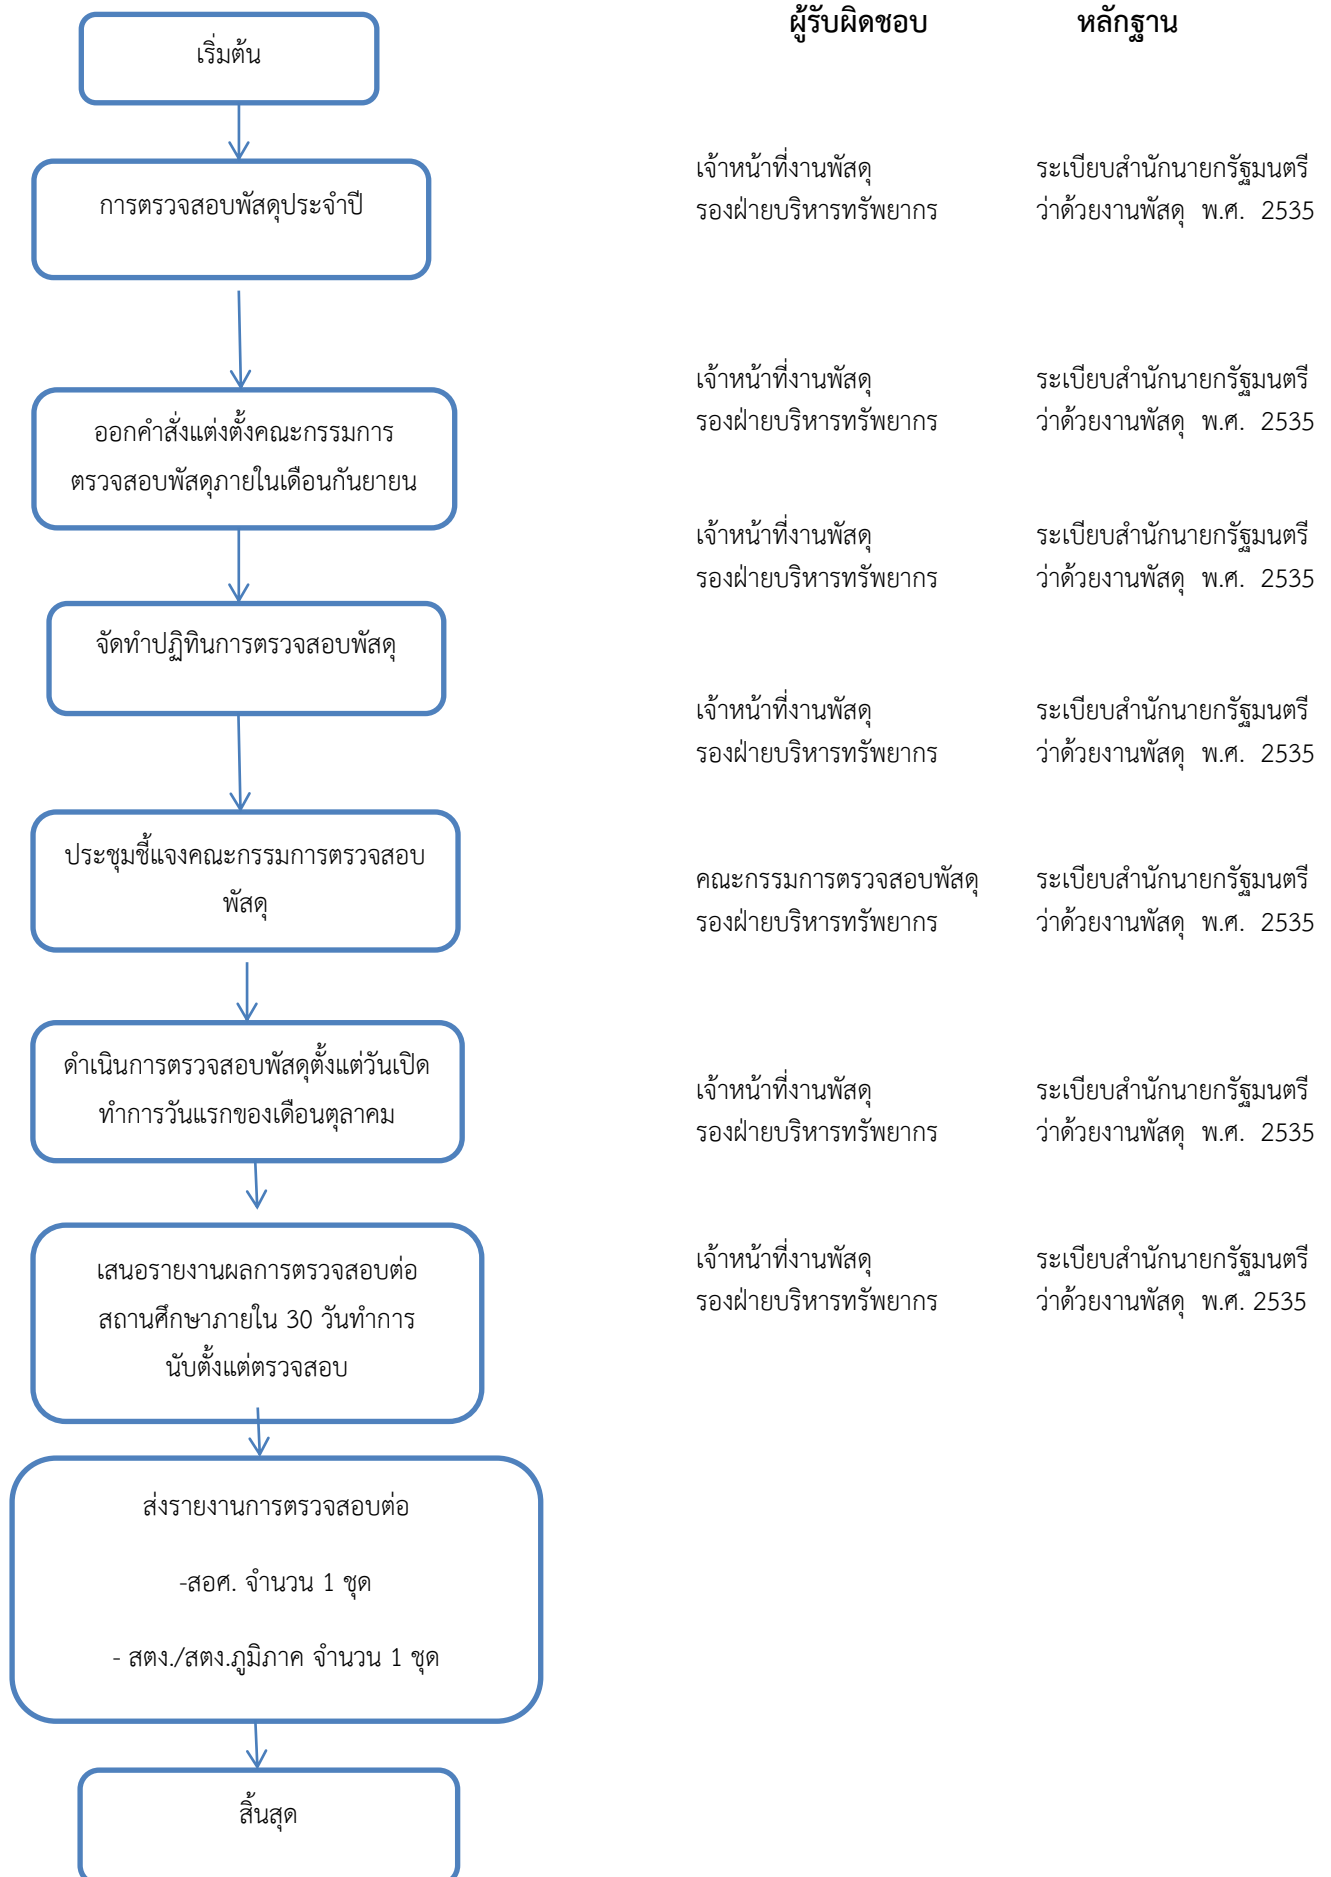 ผู้รับผิดชอบ หลักฐาน
เริ่มต้น
การตรวจสอบพัสดุประจำปี
เจ้าหน้าที่งานพัสดุ ระเบียบสำนักนายกรัฐมนตรี
รองฝ่ายบริหารทรัพยากร ว่าด้วยงานพัสดุ พ.ศ. 2535
ออกคำสั่งแต่งตั้งคณะกรรมการ
ตรวจสอบพัสดุภายในเดือนกันยายน
เจ้าหน้าที่งานพัสดุ ระเบียบสำนักนายกรัฐมนตรี
รองฝ่ายบริหารทรัพยากร ว่าด้วยงานพัสดุ พ.ศ. 2535
เจ้าหน้าที่งานพัสดุ ระเบียบสำนักนายกรัฐมนตรี
รองฝ่ายบริหารทรัพยากร ว่าด้วยงานพัสดุ พ.ศ. 2535
จัดทำปฏิทินการตรวจสอบพัสดุ
เจ้าหน้าที่งานพัสดุ ระเบียบสำนักนายกรัฐมนตรี
รองฝ่ายบริหารทรัพยากร ว่าด้วยงานพัสดุ พ.ศ. 2535
ประชุมชี้แจงคณะกรรมการตรวจสอบ
พัสดุ
คณะกรรมการตรวจสอบพัสดุ ระเบียบสำนักนายกรัฐมนตรี
รองฝ่ายบริหารทรัพยากร ว่าด้วยงานพัสดุ พ.ศ. 2535
ดำเนินการตรวจสอบพัสดุตั้งแต่วันเปิด
ทำการวันแรกของเดือนตุลาคม
เจ้าหน้าที่งานพัสดุ ระเบียบสำนักนายกรัฐมนตรี
รองฝ่ายบริหารทรัพยากร ว่าด้วยงานพัสดุ พ.ศ. 2535
เสนอรายงานผลการตรวจสอบต่อ
สถานศึกษาภายใน 30 วันทำการ
นับตั้งแต่ตรวจสอบ
เจ้าหน้าที่งานพัสดุ ระเบียบสำนักนายกรัฐมนตรี
รองฝ่ายบริหารทรัพยากร ว่าด้วยงานพัสดุ พ.ศ. 2535
ส่งรายงานการตรวจสอบต่อ
-สอศ. จำนวน 1 ชุด
- สตง./สตง.ภูมิภาค จำนวน 1 ชุด
สิ้นสุด